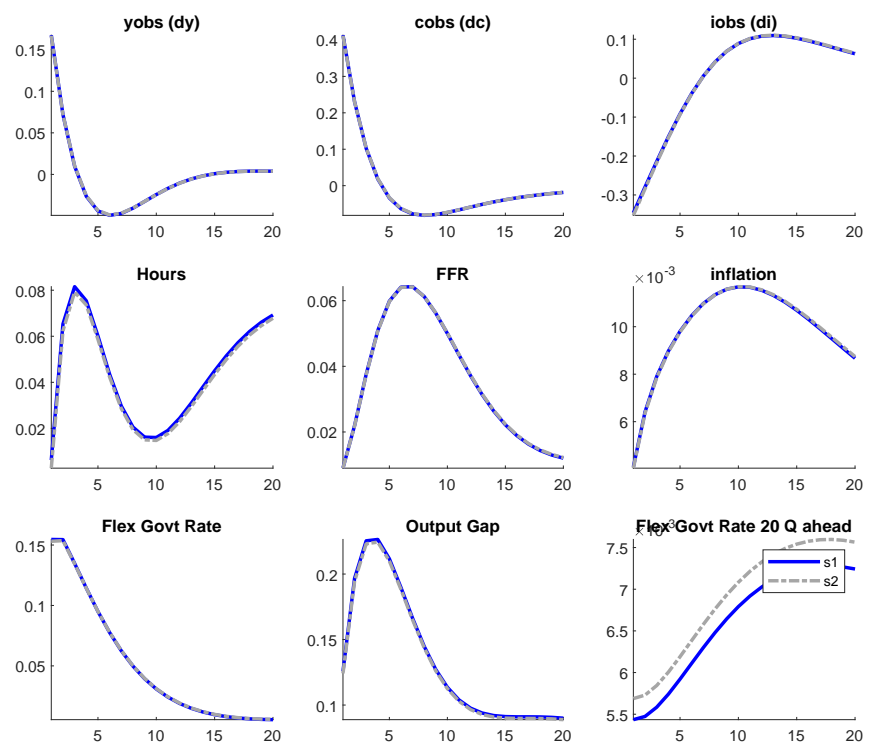 yobs (dy)
0.15
0.1
0.05
0
5 10 15 20
cobs (dc)
0.4
0.3
0.2
0.1
0
5 10 15 20
iobs (di)
0.1
0
-0.1
-0.2
-0.3
5 10 15 20
Hours
0.08
0.06
0.04
0.02
5 10 15 20
FFR
0.06
0.04
0.02
5 10 15 20
×10⁻³ inflation
10
8
6
5 10 15 20
Flex Govt Rate
0.15
0.1
0.05
5 10 15 20
Output Gap
0.2
0.15
0.1
5 10 15 20
Flex Govt Rate 20 Q ahead
×10⁻³
7.5
7
6.5
6
5.5
5 10 15 20
s1
s2